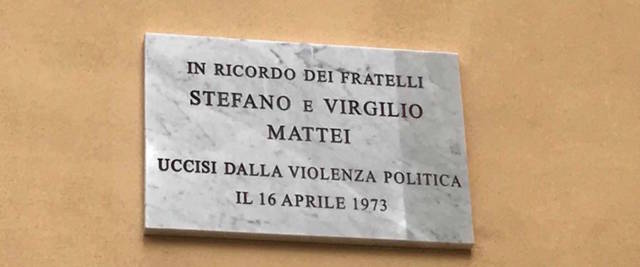 IN RICORDO DEI FRATELLI
STEFANO E VIRGILIO
MATTEI
UCCISI DALLA VIOLENZA POLITICA
IL 16 APRILE 1973